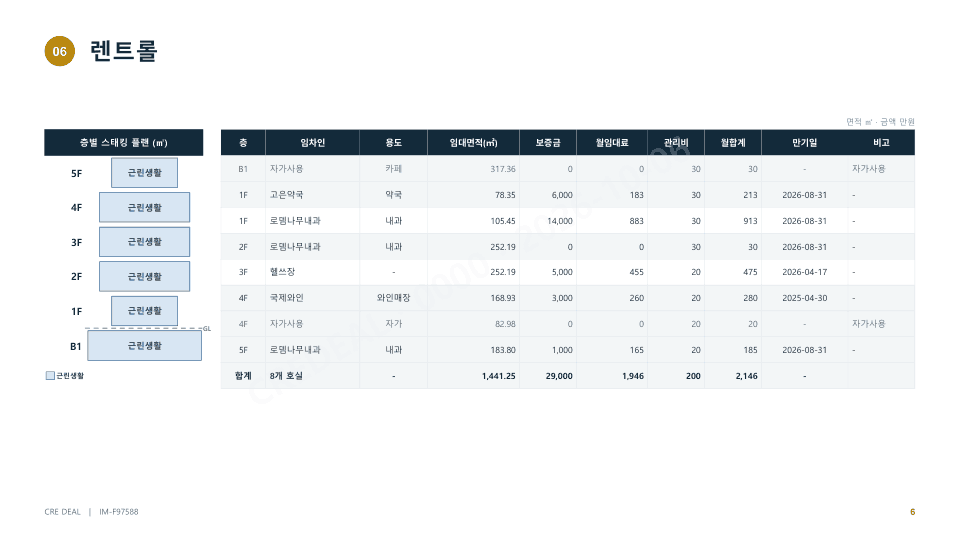 06 렌트롤
면적 ㎡ · 금액 만원
층별 스태킹 플랜 (㎡)
5F 근린생활
4F 근린생활
3F 근린생활
2F 근린생활
1F 근린생활
GL
B1 근린생활
근린생활
층 임차인 용도 임대면적(㎡) 보증금 월임대료 관리비 월합계 만기일 비고
B1 자가사용 카페 317.36 0 0 30 30 - 자가사용
1F 고은약국 약국 78.35 6,000 183 30 213 2026-08-31 -
1F 로뎀나무내과 내과 105.45 14,000 883 30 913 2026-08-31 -
2F 로뎀나무내과 내과 252.19 0 0 30 30 2026-08-31 -
3F 헬쓰장 - 252.19 5,000 455 20 475 2026-04-17 -
4F 국제와인 와인매장 168.93 3,000 260 20 280 2025-04-30 -
4F 자가사용 자가 82.98 0 0 20 20 - 자가사용
5F 로뎀나무내과 내과 183.80 1,000 165 20 185 2026-08-31 -
합계 8개 호실 - 1,441.25 29,000 1,946 200 2,146 -
CRE DEAL | IM-F97588
6